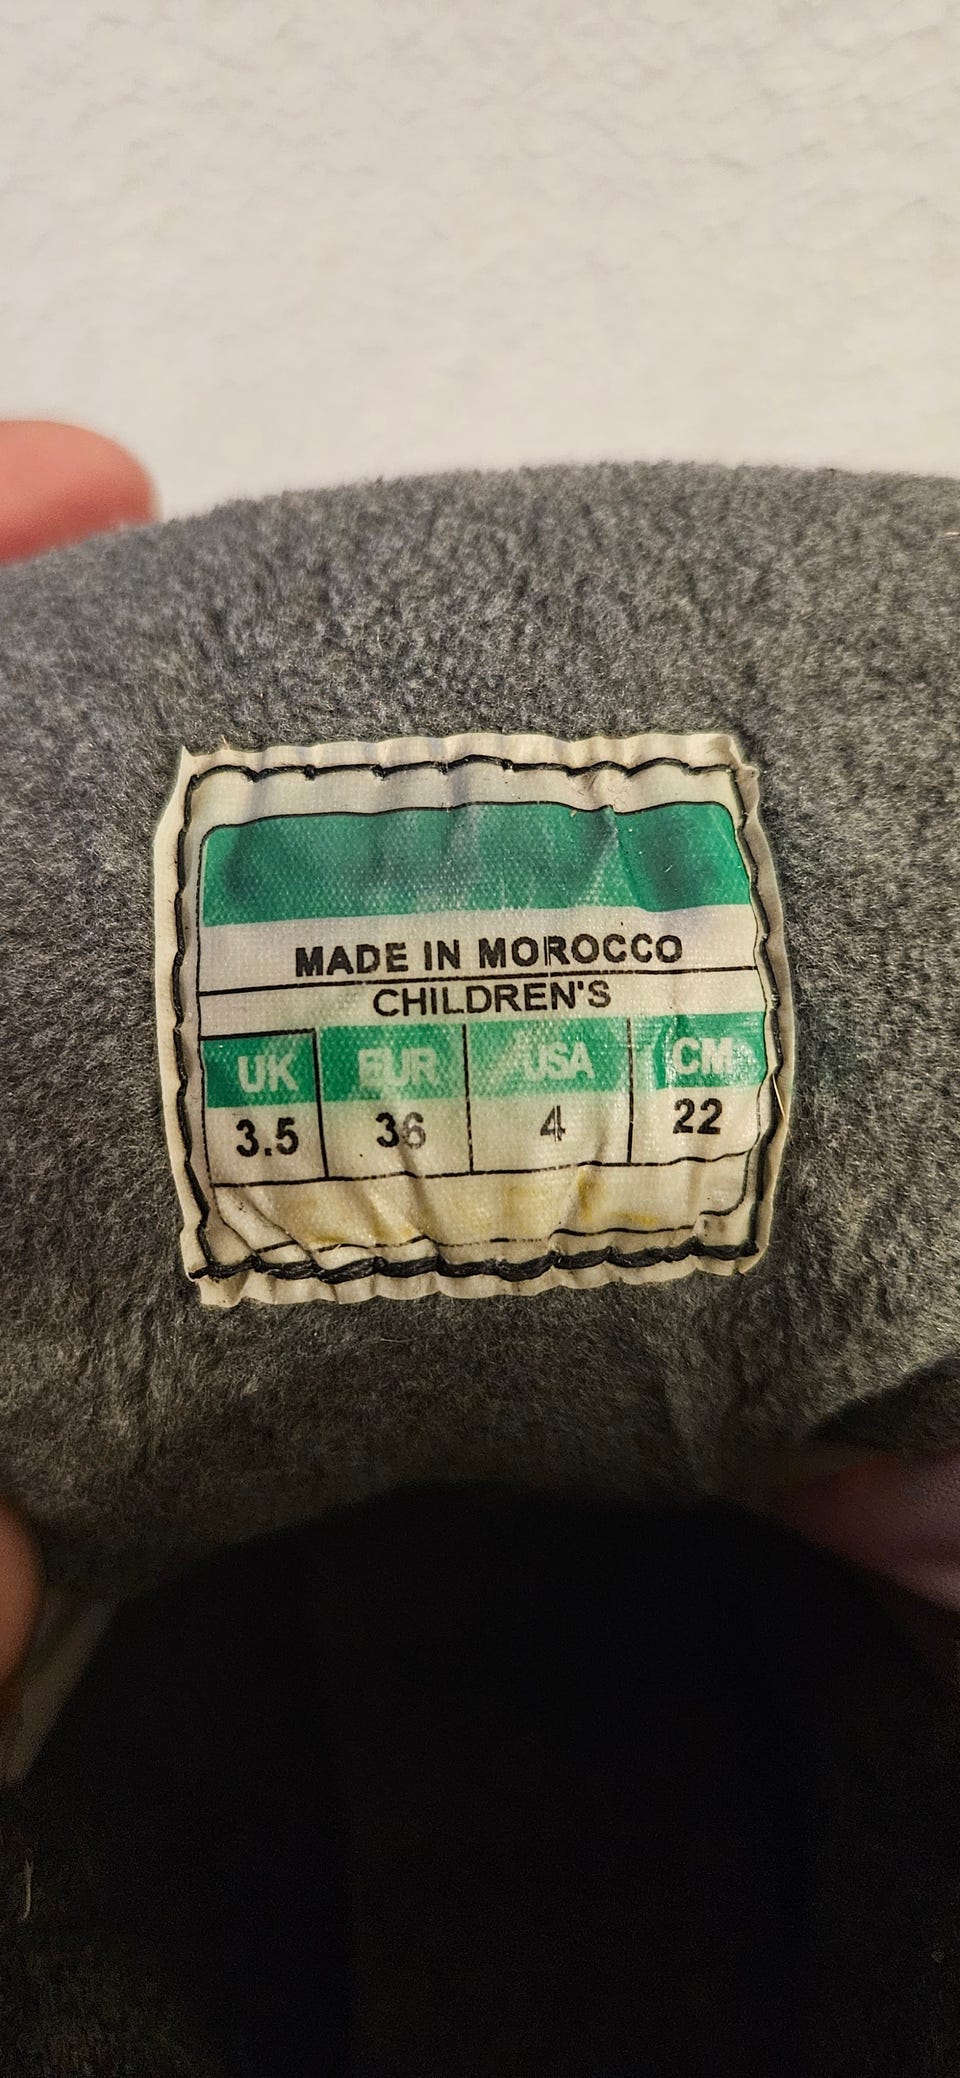 MADE IN MOROCCO
CHILDREN'S
UK EUR USA CM
3.5 36 4 22